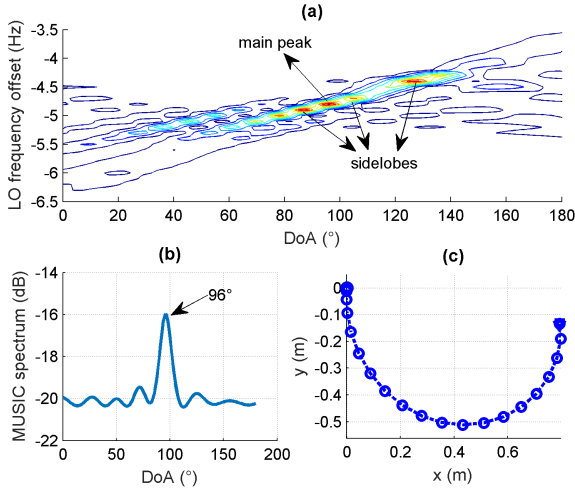 (a)
LO frequency offset (Hz)
-3.5
-4
-4.5
-5
-5.5
-6
-6.5
main peak
sidelobes
0 20 40 60 80 100 120 140 160 180
DoA (°)
(b)
MUSIC spectrum (dB)
-14
-16
-18
-20
-22
96°
0 50 100 150 200
DoA (°)
(c)
y (m)
0
-0.1
-0.2
-0.3
-0.4
-0.5
0 0.2 0.4 0.6
x (m)